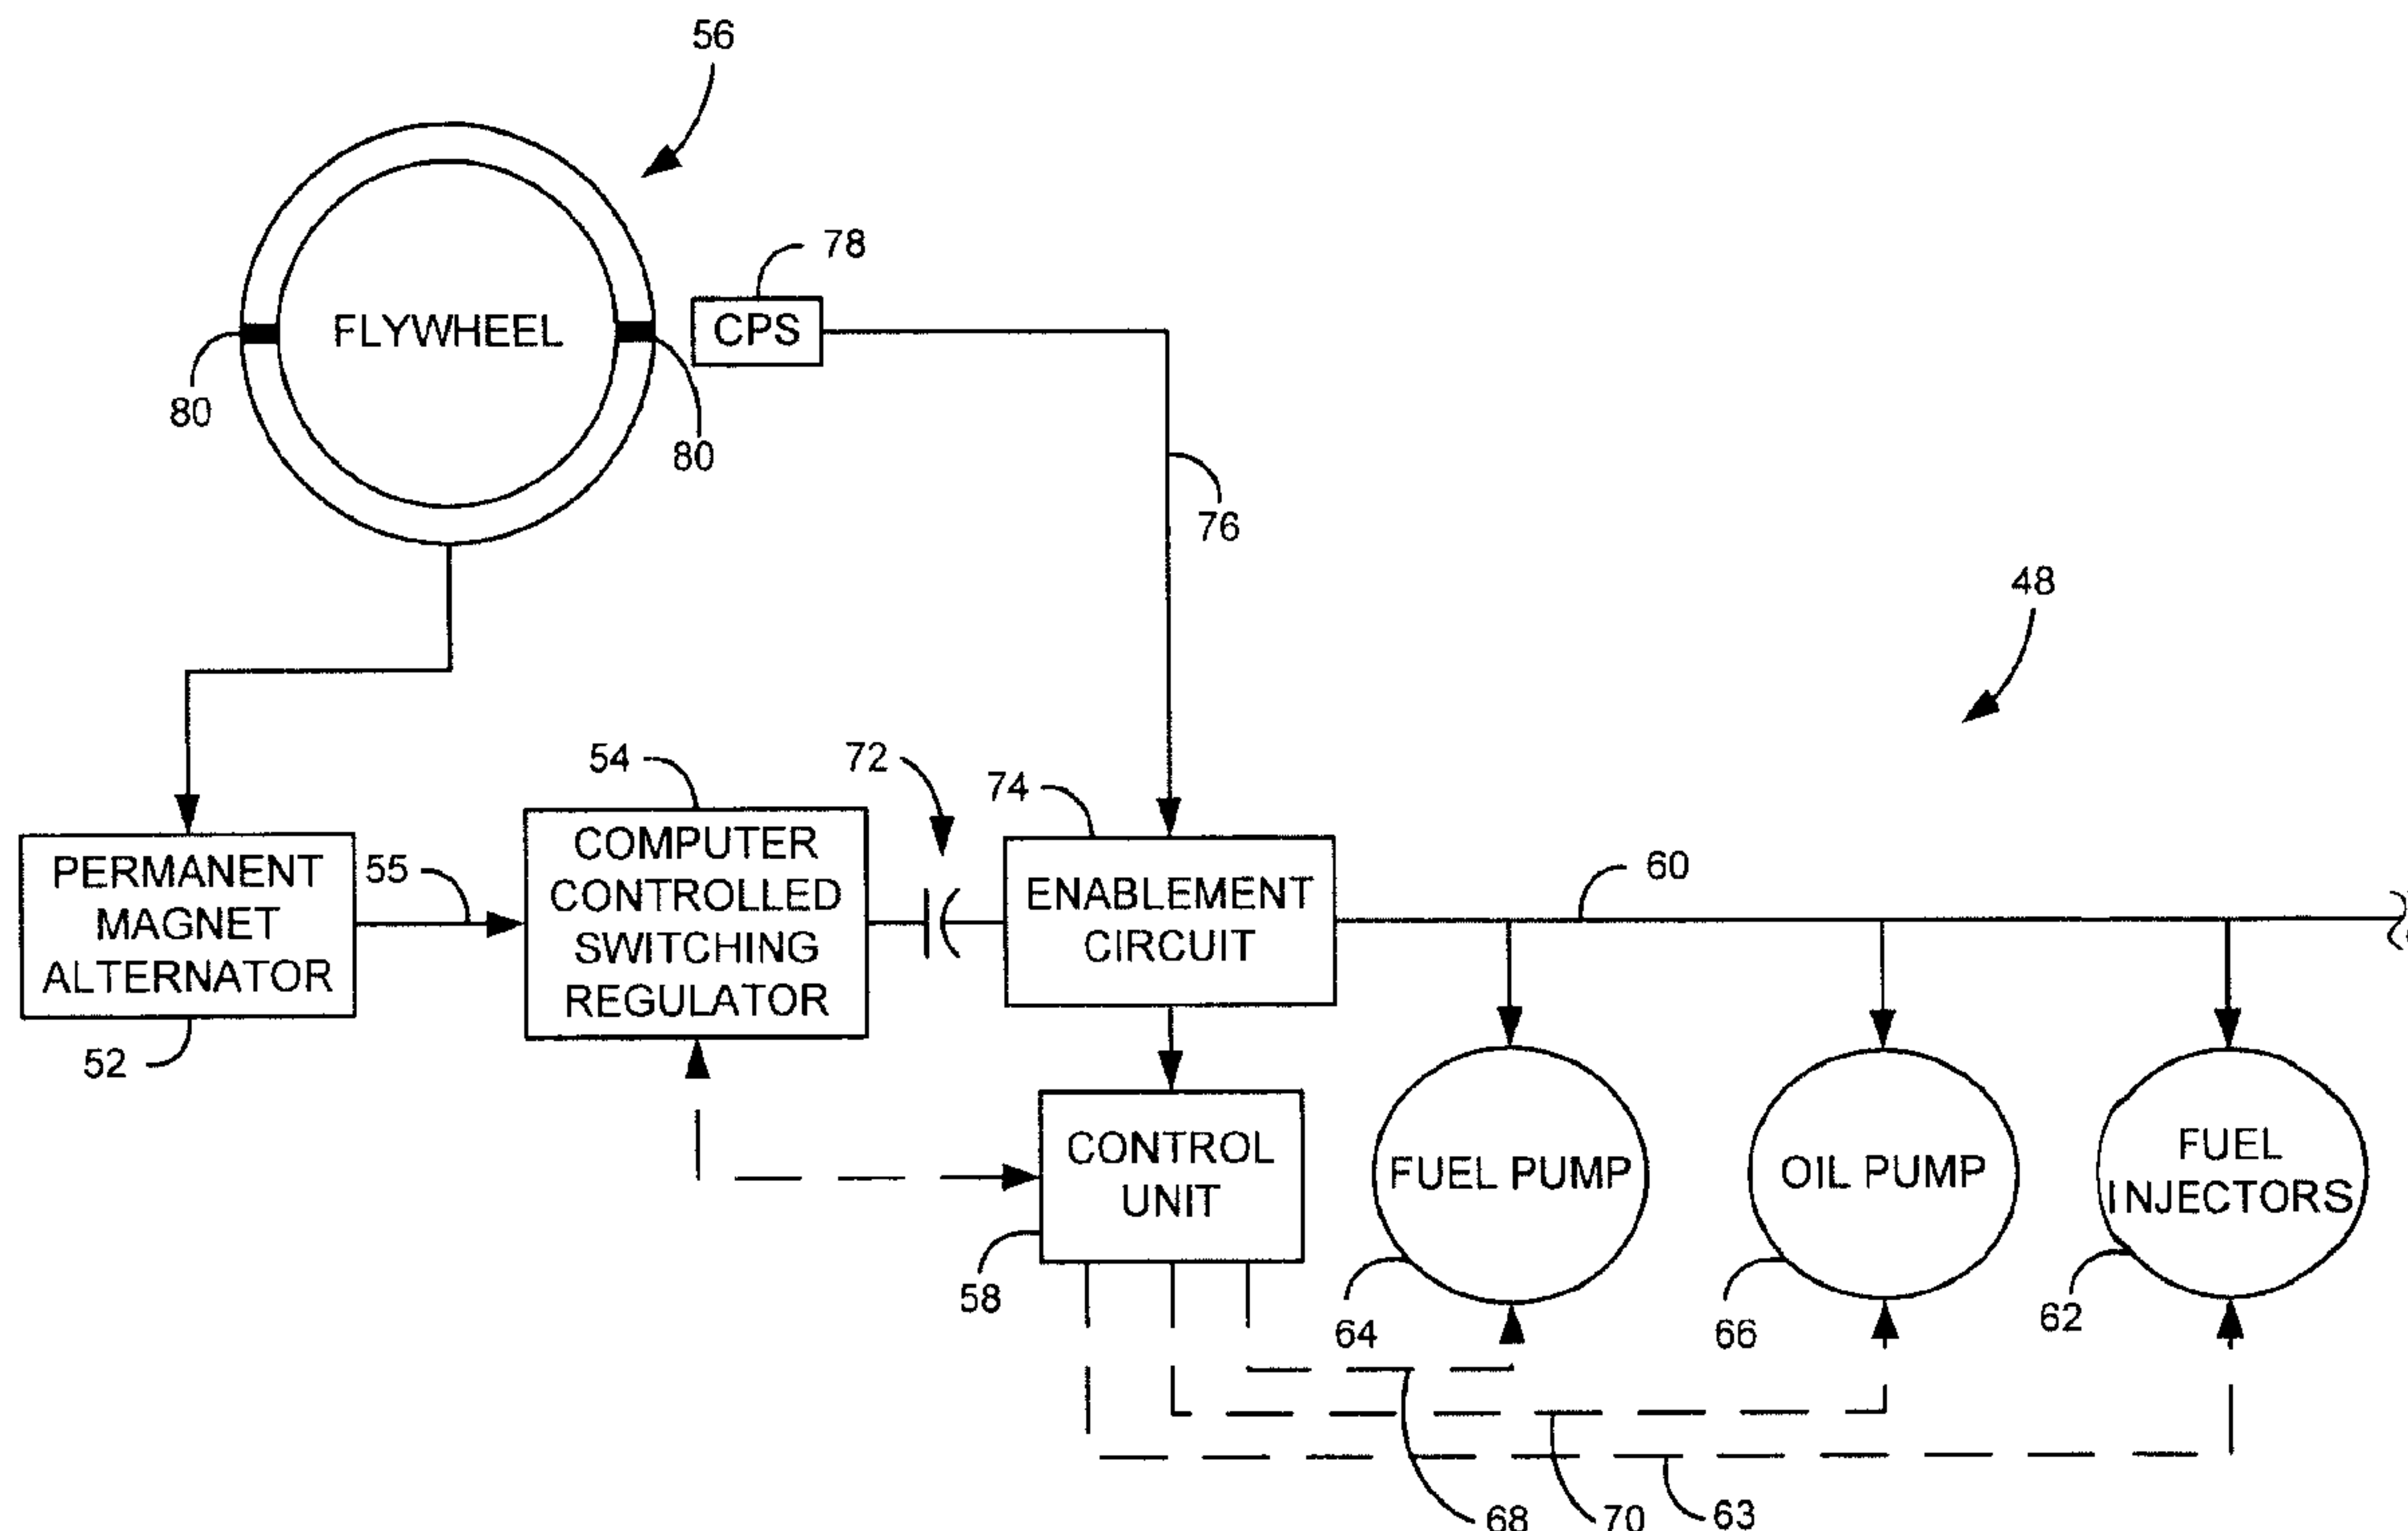 56
78
FLYWHEEL
CPS
80
80
76
48
54
72
74
60
55
PERMANENT
MAGNET
ALTERNATOR
COMPUTER
CONTROLLED
SWITCHING
REGULATOR
ENABLEMENT
CIRCUIT
52
CONTROL
UNIT
FUEL PUMP
OIL PUMP
FUEL
INJECTORS
58
64
66
62
68
70
63